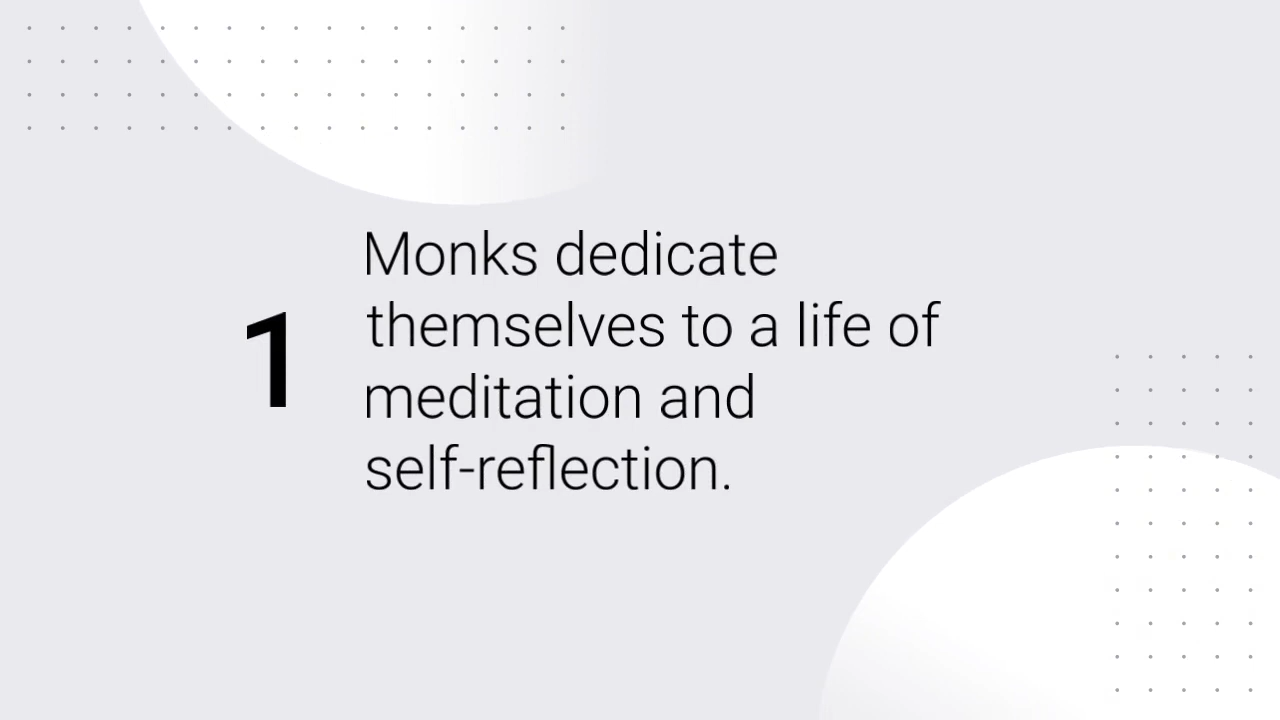 1
Monks dedicate
themselves to a life of
meditation and
self-reflection.